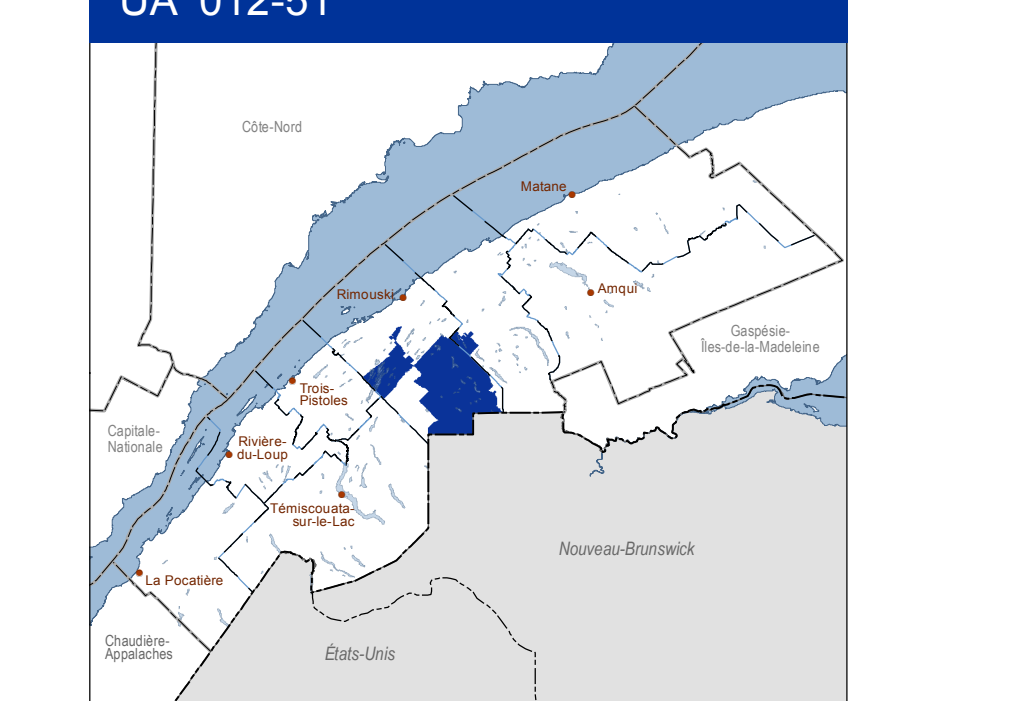 UA 012-51
Côte-Nord
Matane
Rimouski
Amqui
Gaspésie-
Îles-de-la-Madeleine
Trois-
Pistoles
Capitale-
Nationale
Rivière-
du-Loup
Témiscouata-
sur-le-Lac
Nouveau-Brunswick
La Pocatière
Chaudière-
Appalaches
États-Unis